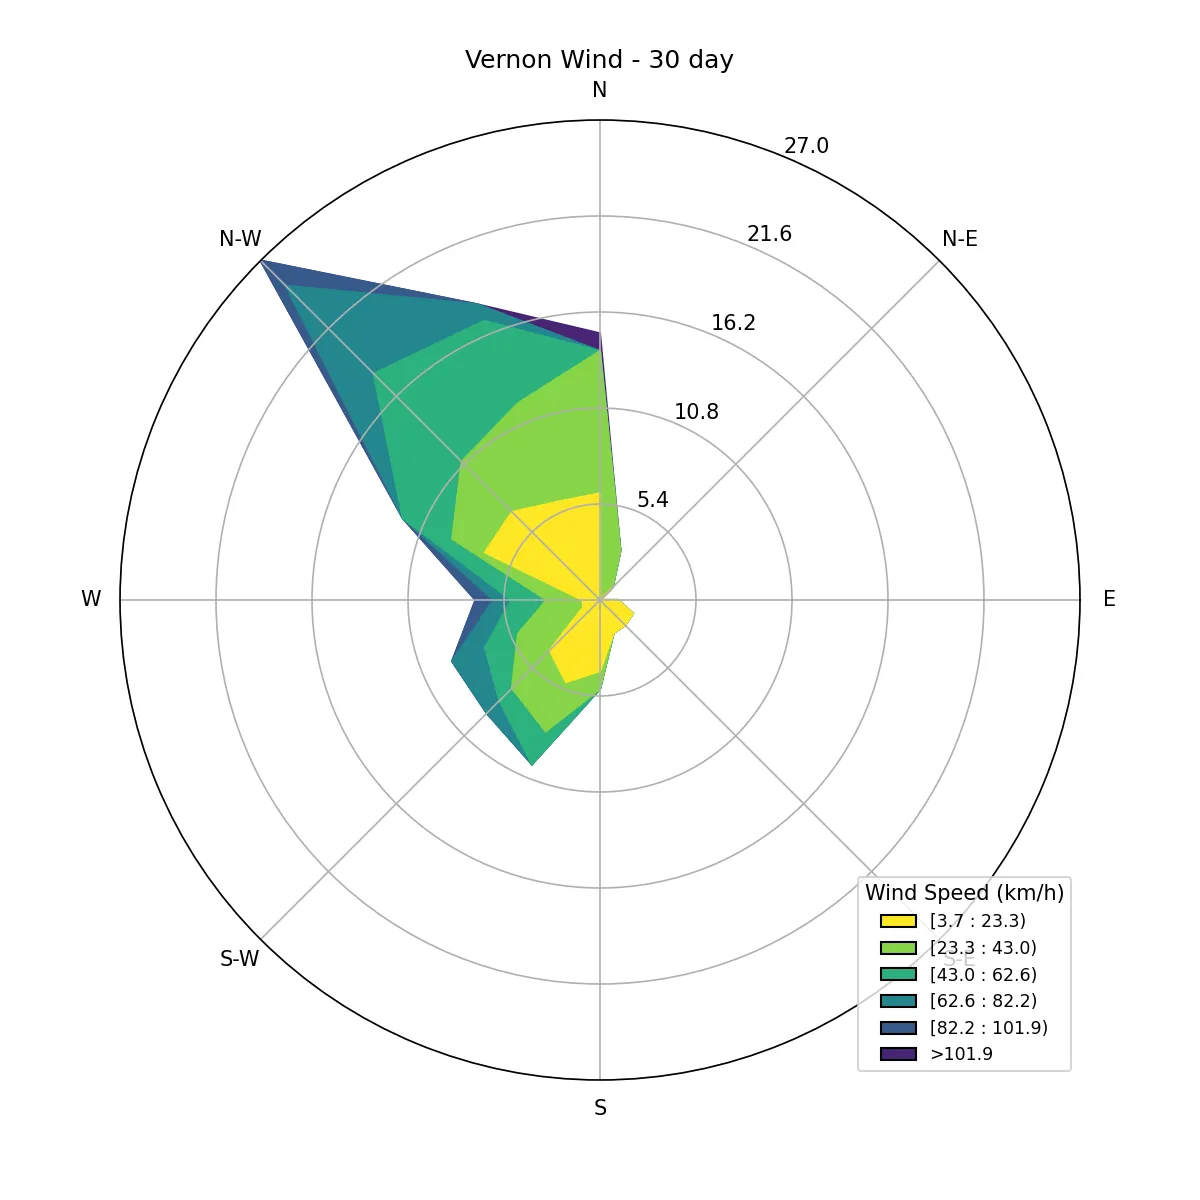 Vernon Wind - 30 day
N
27.0
21.6
N-W
N-E
16.2
10.8
5.4
W
E
Wind Speed (km/h)
[3.7 : 23.3)
[23.3 : 43.0)
S-W
S-E
[43.0 : 62.6)
[62.6 : 82.2)
[82.2 : 101.9)
>101.9
S